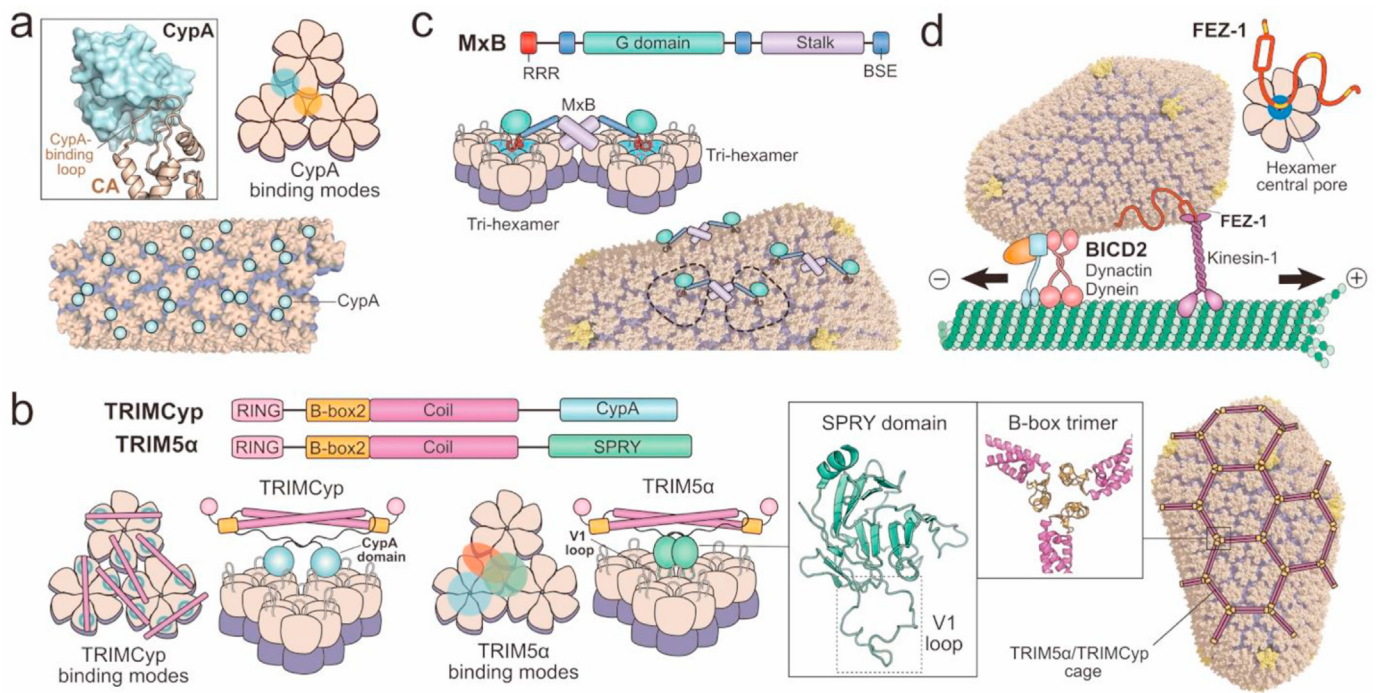 a
CypA
CypA-
binding
loop
CA
CypA
binding modes
CypA
c
MxB
G domain
Stalk
RRR
BSE
MxB
Tri-hexamer
Tri-hexamer
d
FEZ-1
Hexamer
central pore
FEZ-1
BICD2
Dynactin
Dynein
Kinesin-1
−
+
b
TRIMCyp
RING
B-box2
Coil
CypA
TRIM5α
RING
B-box2
Coil
SPRY
TRIMCyp
CypA
domain
TRIMCyp
binding modes
TRIM5α
V1
loop
TRIM5α
binding modes
SPRY domain
V1
loop
B-box trimer
TRIM5α/TRIMCyp
cage